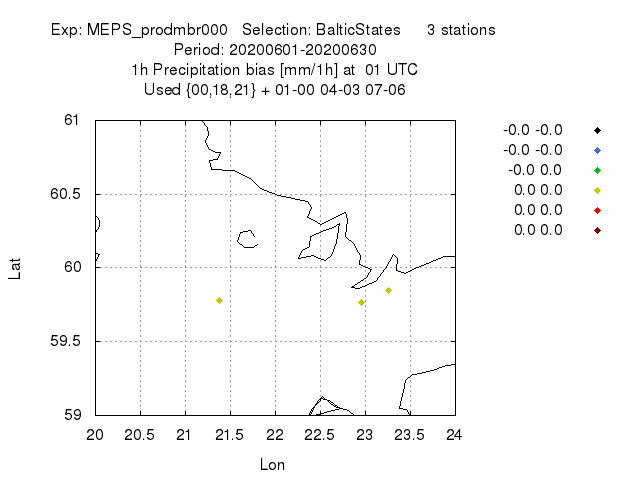 Exp: MEPS_prodmbr000 Selection: BalticStates 3 stations
Period: 20200601-20200630
1h Precipitation bias [mm/1h] at 01 UTC
Used {00,18,21} + 01-00 04-03 07-06
61
60.5
60
59.5
59
Lat
20 20.5 21 21.5 22 22.5 23 23.5 24
Lon
-0.0 -0.0
-0.0 -0.0
-0.0 0.0
0.0 0.0
0.0 0.0
0.0 0.0